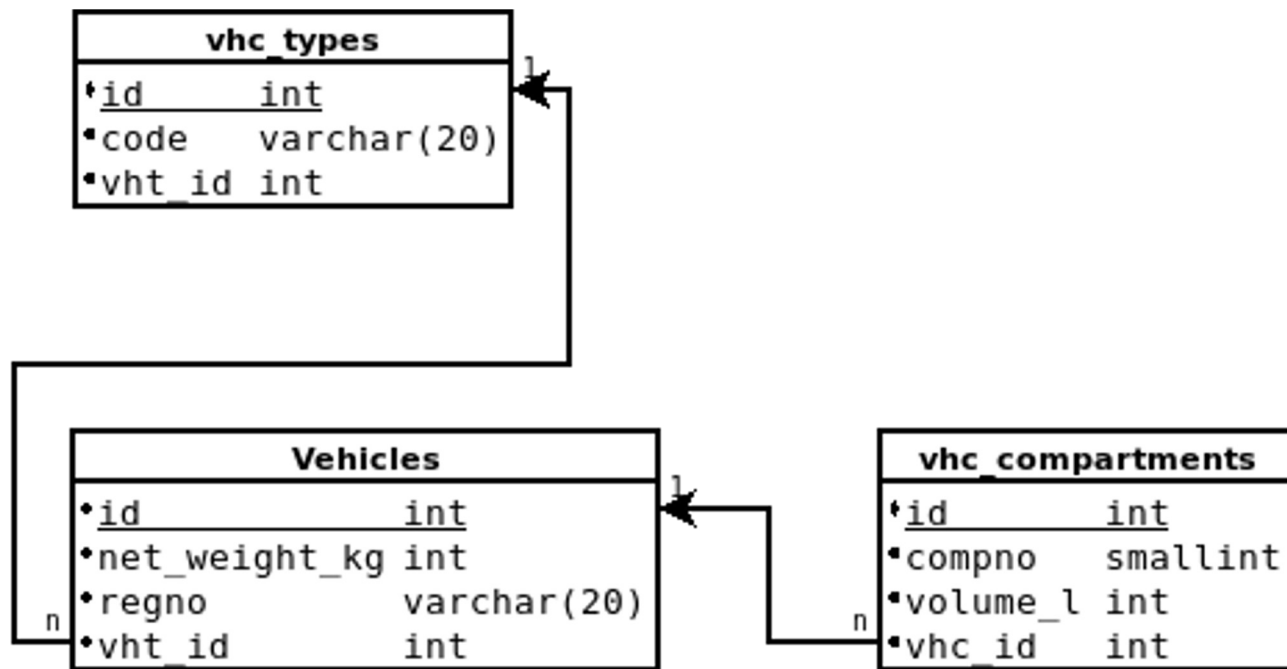 vhc_types
1
id int
code varchar(20)
vht_id int
Vehicles
1
id int
net_weight_kg int
regno varchar(20)
n
vht_id int
vhc_compartments
id int
compno smallint
volume_l int
n
vhc_id int